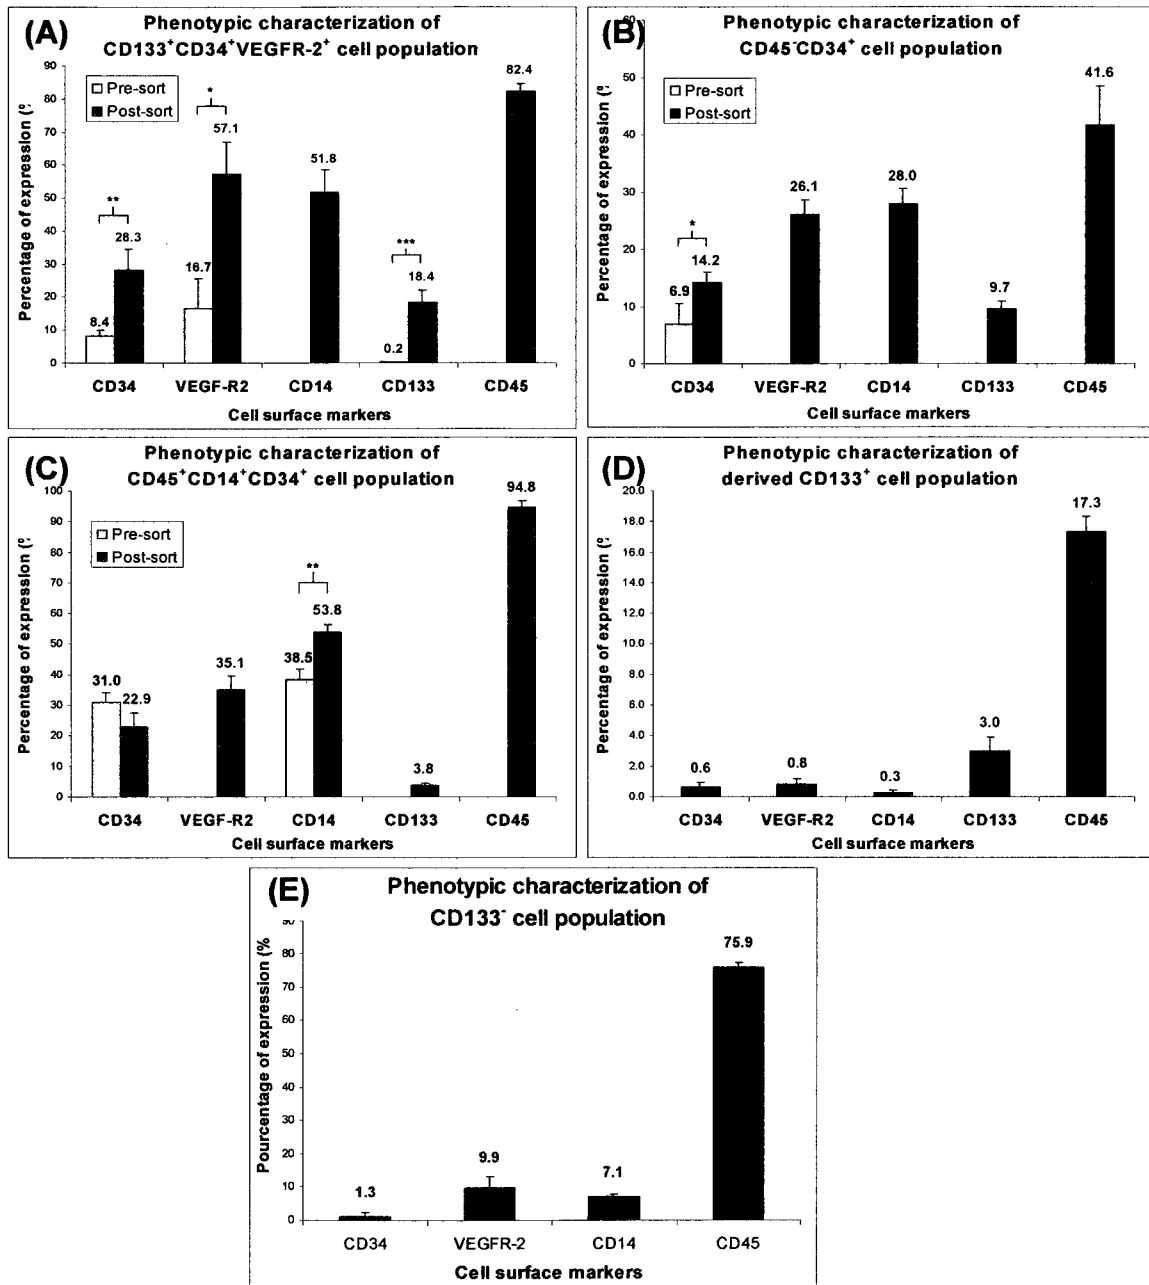 (A)
Phenotypic characterization of
CD133⁺CD34⁺VEGFR-2⁺ cell population
Percentage of expression (%
90
80
70
60
50
40
30
20
10
0
Pre-sort
Post-sort
**
8.4
28.3
*
16.7
57.1
51.8
***
0.2
18.4
82.4
CD34 VEGF-R2 CD14 CD133 CD45
Cell surface markers
(B)
Phenotypic characterization of
CD45⁻CD34⁺ cell population
Percentage of expression (%
60
50
40
30
20
10
0
Pre-sort
Post-sort
*
6.9
14.2
26.1
28.0
9.7
41.6
CD34 VEGF-R2 CD14 CD133 CD45
Cell surface markers
(C)
Phenotypic characterization of
CD45⁺CD14⁺CD34⁺ cell population
Percentage of expression (%
100
90
80
70
60
50
40
30
20
10
0
Pre-sort
Post-sort
31.0
22.9
35.1
**
38.5
53.8
3.8
94.8
CD34 VEGF-R2 CD14 CD133 CD45
Cell surface markers
(D)
Phenotypic characterization of
derived CD133⁺ cell population
Percentage of expression (%
20.0
18.0
16.0
14.0
12.0
10.0
8.0
6.0
4.0
2.0
0.0
0.6
0.8
0.3
3.0
17.3
CD34 VEGF-R2 CD14 CD133 CD45
Cell surface markers
(E)
Phenotypic characterization of
CD133⁻ cell population
Pourcentage of expression (%
90
80
70
60
50
40
30
20
10
0
1.3
9.9
7.1
75.9
CD34 VEGFR-2 CD14 CD45
Cell surface markers